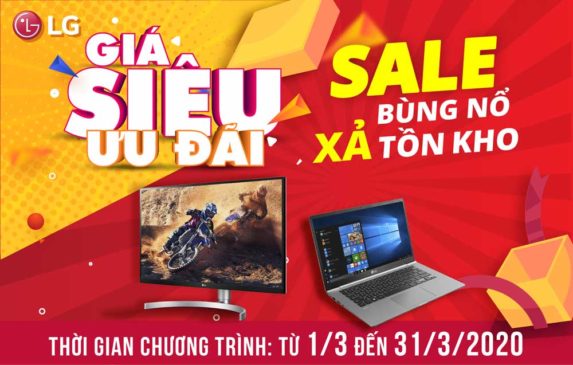 LG
GIÁ
SIÊU
ƯU ĐÃI
SALE
BÙNG NỔ
XẢ TỒN KHO
THỜI GIAN CHƯƠNG TRÌNH: TỪ 1/3 ĐẾN 31/3/2020